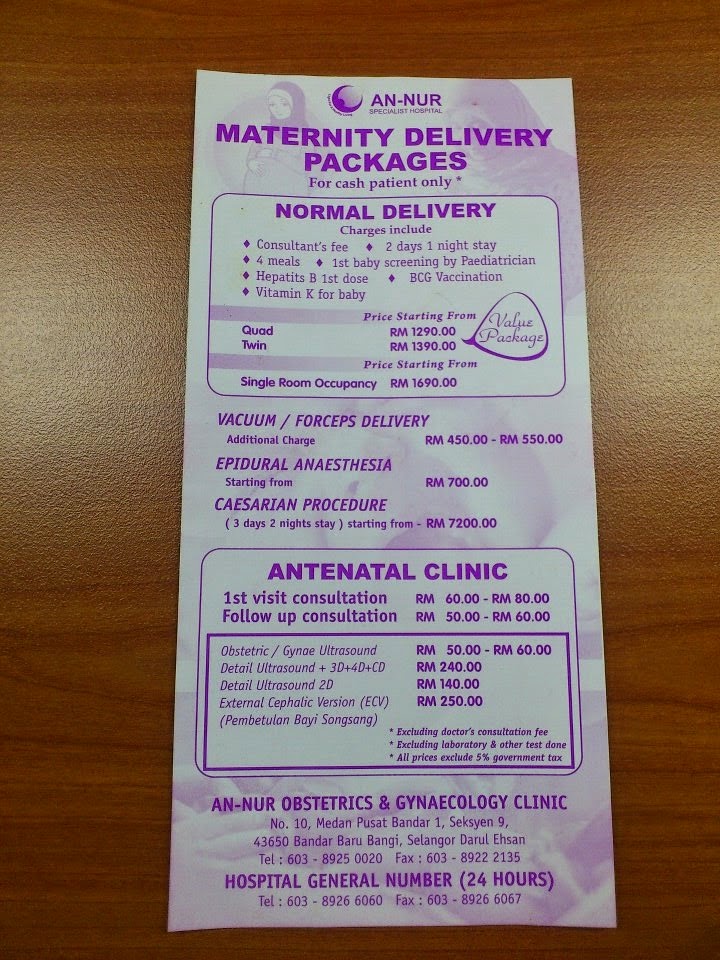 AN-NUR
SPECIALIST HOSPITAL
MATERNITY DELIVERY
PACKAGES
For cash patient only *
NORMAL DELIVERY
Charges include
♦ Consultant's fee ♦ 2 days 1 night stay
♦ 4 meals ♦ 1st baby screening by Paediatrician
♦ Hepatits B 1st dose ♦ BCG Vaccination
♦ Vitamin K for baby
Price Starting From
Quad RM 1290.00
Twin RM 1390.00
Value
Package
Price Starting From
Single Room Occupancy RM 1690.00
VACUUM / FORCEPS DELIVERY
Additional Charge RM 450.00 - RM 550.00
EPIDURAL ANAESTHESIA
Starting from RM 700.00
CAESARIAN PROCEDURE
( 3 days 2 nights stay ) starting from - RM 7200.00
ANTENATAL CLINIC
1st visit consultation RM 60.00 - RM 80.00
Follow up consultation RM 50.00 - RM 60.00
Obstetric / Gynae Ultrasound RM 50.00 - RM 60.00
Detail Ultrasound + 3D+4D+CD RM 240.00
Detail Ultrasound 2D RM 140.00
External Cephalic Version (ECV) RM 250.00
(Pembetulan Bayi Songsang)
* Excluding doctor's consultation fee
* Excluding laboratory & other test done
* All prices exclude 5% government tax
AN-NUR OBSTETRICS & GYNAECOLOGY CLINIC
No. 10, Medan Pusat Bandar 1, Seksyen 9,
43650 Bandar Baru Bangi, Selangor Darul Ehsan
Tel : 603 - 8925 0020 Fax : 603 - 8922 2135
HOSPITAL GENERAL NUMBER (24 HOURS)
Tel : 603 - 8926 6060 Fax : 603 - 8926 6067